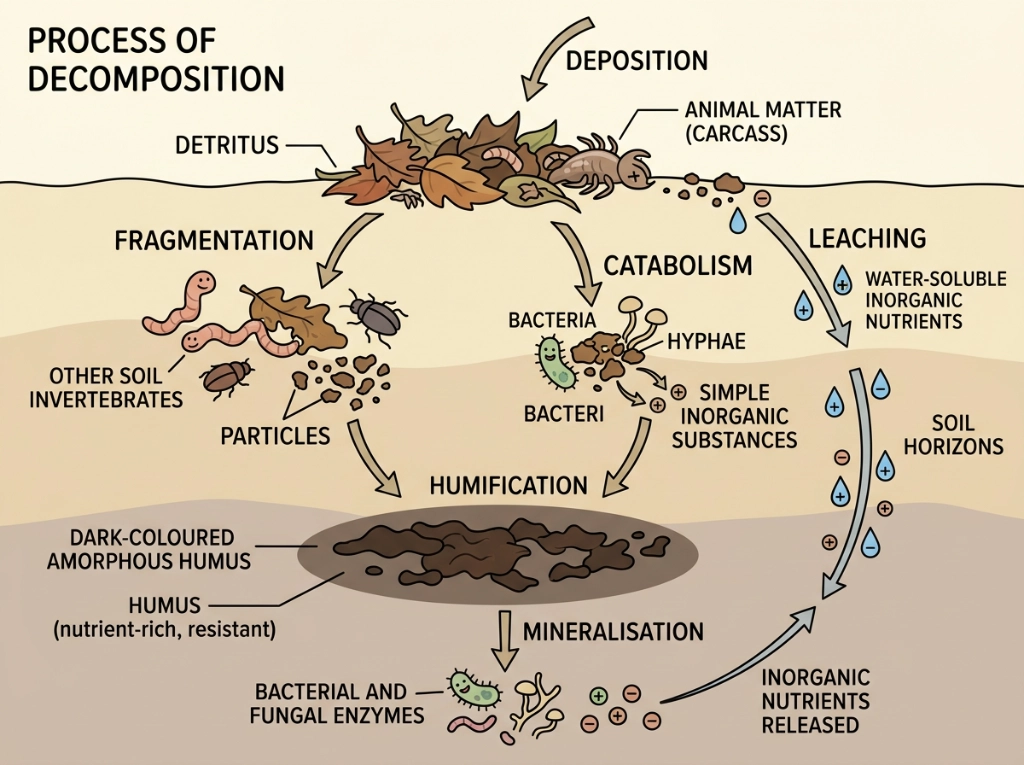 PROCESS OF
DECOMPOSITION
DEPOSITION
DETRITUS
ANIMAL MATTER
(CARCASS)
FRAGMENTATION
OTHER SOIL
INVERTEBRATES
PARTICLES
CATABOLISM
BACTERIA
HYPHAE
BACTERI
SIMPLE
INORGANIC
SUBSTANCES
LEACHING
WATER-SOLUBLE
INORGANIC
NUTRIENTS
SOIL
HORIZONS
HUMIFICATION
DARK-COLOURED
AMORPHOUS HUMUS
HUMUS
(nutrient-rich, resistant)
MINERALISATION
BACTERIAL AND
FUNGAL ENZYMES
INORGANIC
NUTRIENTS
RELEASED